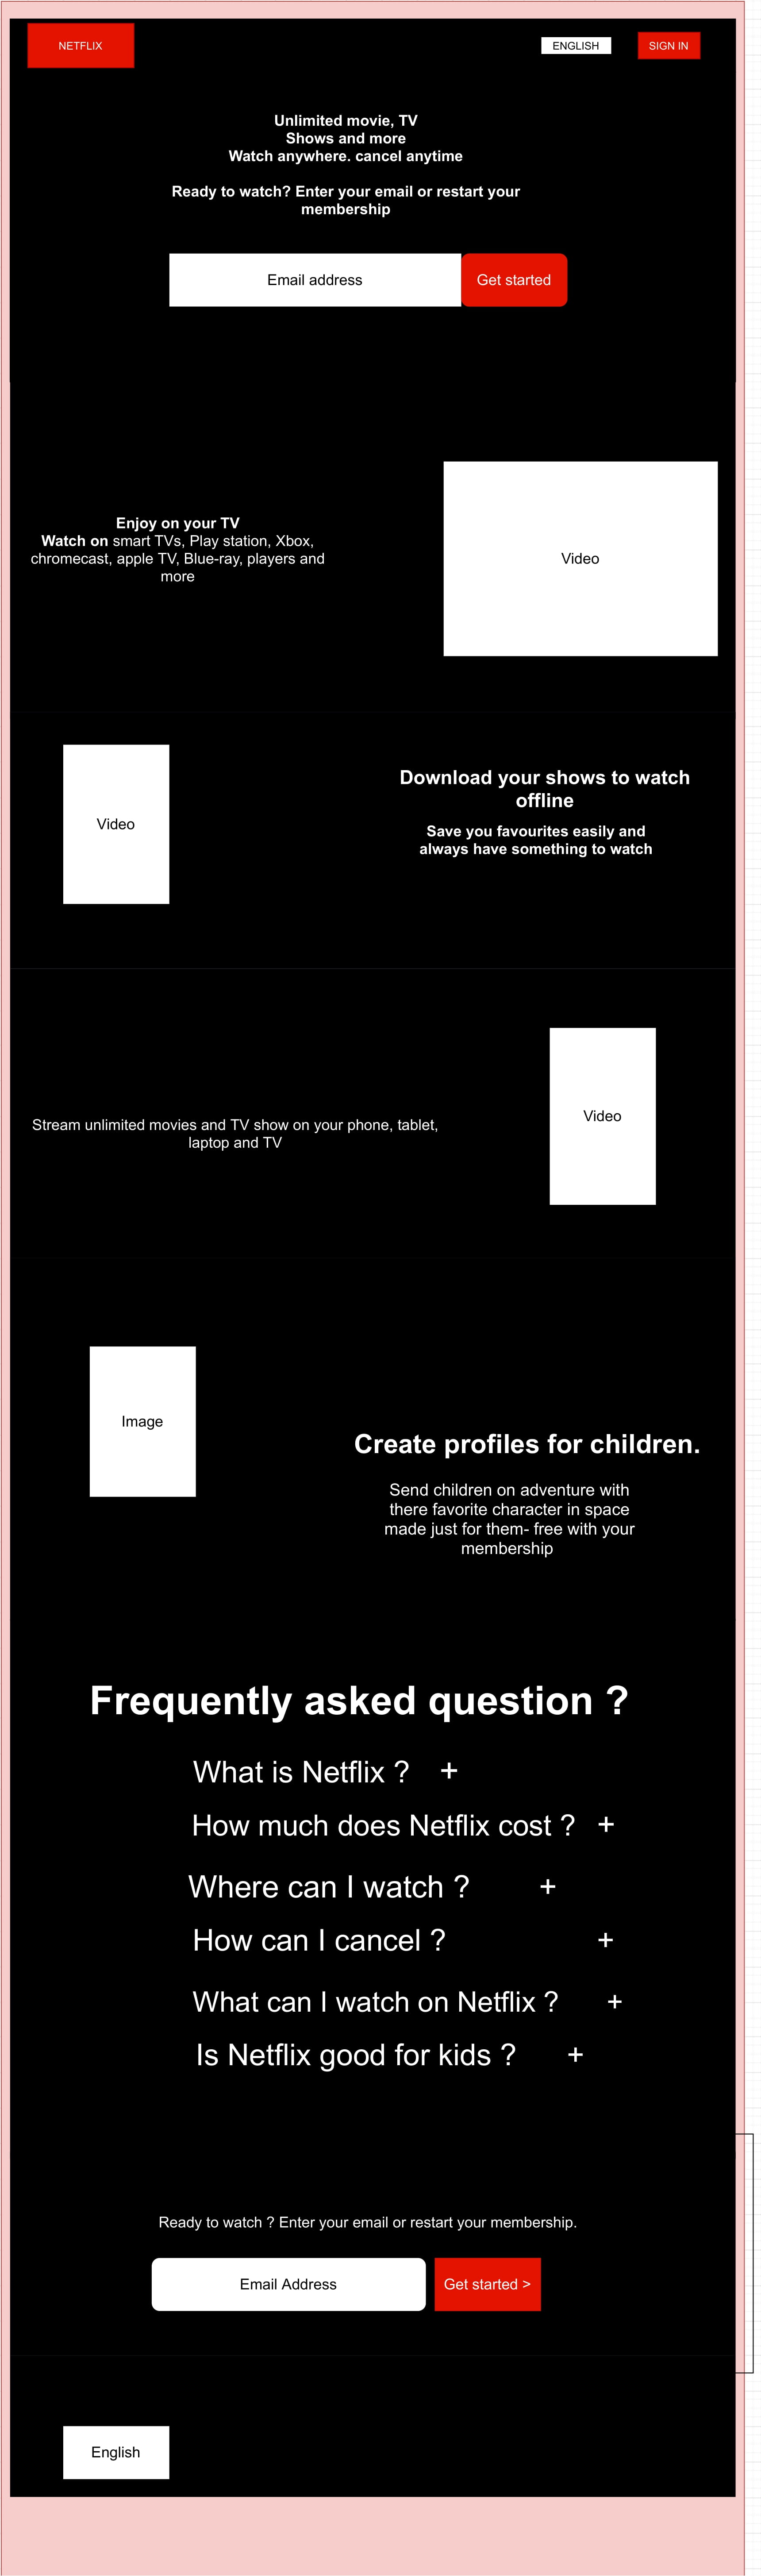 NETFLIX
ENGLISH
SIGN IN
Unlimited movie, TV
Shows and more
Watch anywhere. cancel anytime
Ready to watch? Enter your email or restart your
membership
Email address
Get started
Enjoy on your TV
Watch on smart TVs, Play station, Xbox,
chromecast, apple TV, Blue-ray, players and
more
Video
Video
Download your shows to watch
offline
Save you favourites easily and
always have something to watch
Stream unlimited movies and TV show on your phone, tablet,
laptop and TV
Video
Image
Create profiles for children.
Send children on adventure with
there favorite character in space
made just for them- free with your
membership
Frequently asked question ?
What is Netflix ? +
How much does Netflix cost ? +
Where can I watch ? +
How can I cancel ? +
What can I watch on Netflix ? +
Is Netflix good for kids ? +
Ready to watch ? Enter your email or restart your membership.
Email Address
Get started >
English